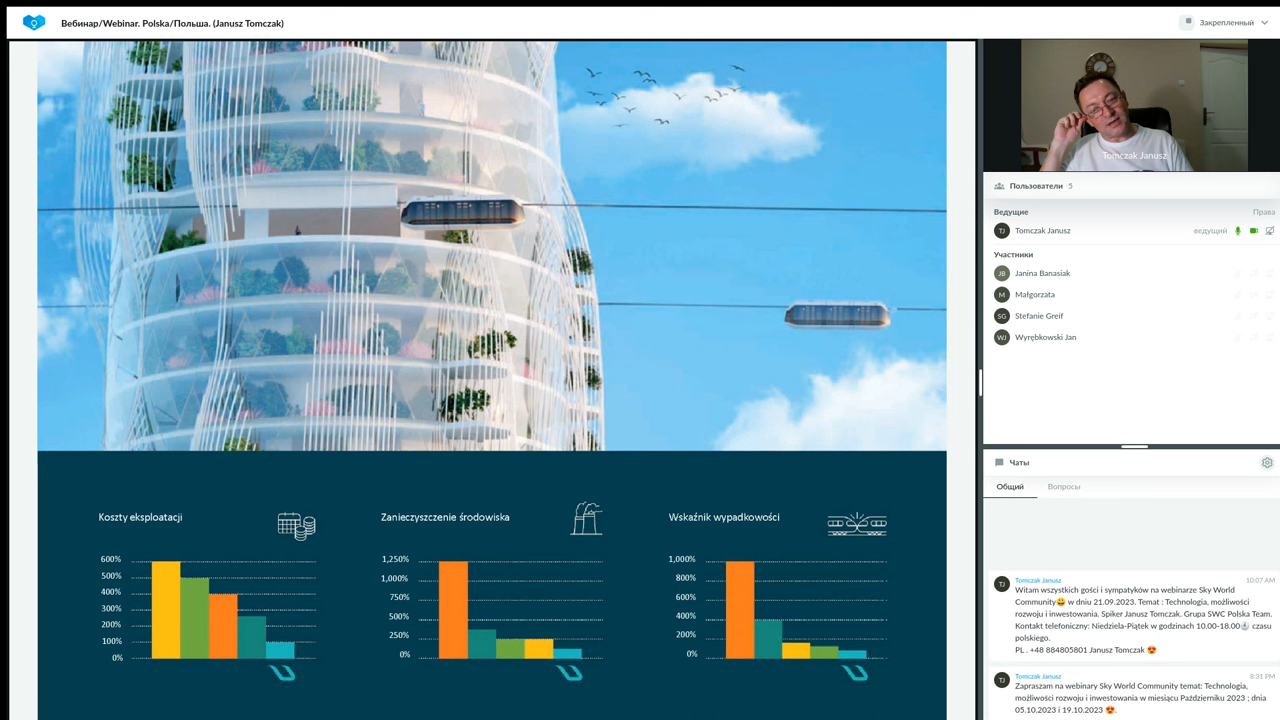 Вебинар/Webinar. Polska/Польша. (Janusz Tomczak)
Закрепленный
Tomczak Janusz
Пользователи 5
Ведущие Права
TJ Tomczak Janusz ведущий
Участники
JB Janina Banasiak
M Małgorzata
SG Stefanie Greif
WJ Wyrębkowski Jan
Koszty eksploatacji
600%
500%
400%
300%
200%
100%
0%
Zanieczyszczenie środowiska
1,250%
1,000%
750%
500%
250%
0%
Wskaźnik wypadkowości
1,000%
800%
600%
400%
200%
0%
Чаты
Общий Вопросы
TJ Tomczak Janusz 10:07 AM
Witam wszystkich gości i sympatyków na webinarze Sky World
Community😀 w dniu 21.09.2023. Temat : Technologia, możliwości
rozwoju i inwestowania. Spiker Janusz Tomczak. Grupa SWC Polska Team.
Kontakt telefoniczny: Niedziela-Piątek w godzinach 10.00-18.00⏱ czasu
polskiego.
PL . +48 884805801 Janusz Tomczak 😍
TJ Tomczak Janusz 8:31 PM
Zapraszam na webinary Sky World Community temat: Technologia,
możliwości rozwoju i inwestowania w miesiącu Październiku 2023 ; dnia
05.10.2023 i 19.10.2023 😍.